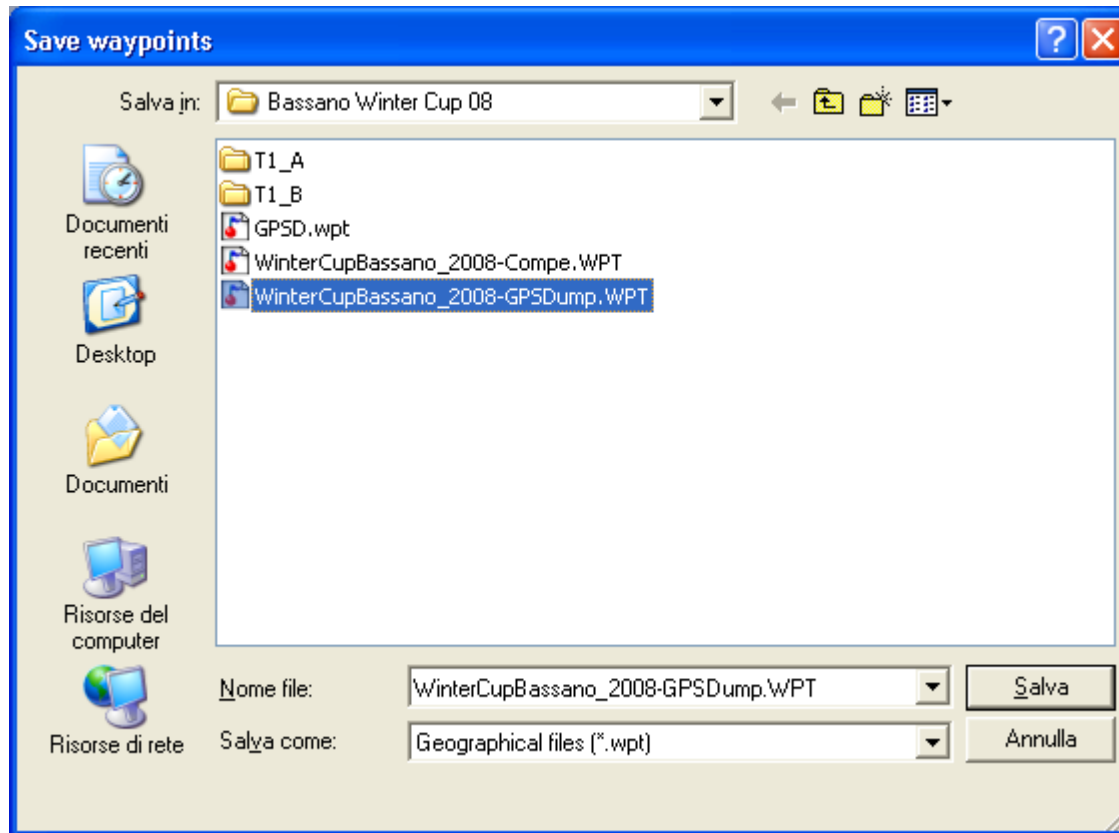 Save waypoints
Salva in:
Bassano Winter Cup 08
T1_A
T1_B
GPSD.wpt
WinterCupBassano_2008-Compe.WPT
WinterCupBassano_2008-GPSDump.WPT
Documenti
recenti
Desktop
Documenti
Risorse del
computer
Risorse di rete
Nome file:
WinterCupBassano_2008-GPSDump.WPT
Salva
Salva come:
Geographical files (*.wpt)
Annulla